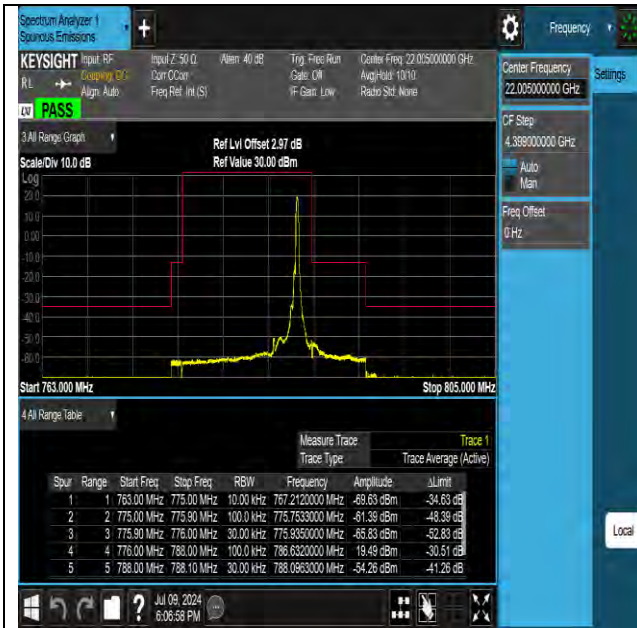 Spectrum Analyzer 1
Spurious Emissions
Frequency
KEYSIGHT
Input: RF
Input Z: 50 Ω
Atten: 40 dB
Trig: Free Run
Center Freq: 22.005000000 GHz
RL
Coupling: DC
Corr CCorr
Gate: Off
Avg|Hold: 10/10
Align: Auto
Freq Ref: Int (S)
IF Gain: Low
Radio Std: None
LXI
PASS
Center Frequency
22.005000000 GHz
Settings
CF Step
4.399000000 GHz
Auto
Man
Freq Offset
0 Hz
3 All Range Graph
Ref Lvl Offset 2.97 dB
Scale/Div 10.0 dB
Ref Value 30.00 dBm
Log
20.0
10.0
0.00
-10.0
-20.0
-30.0
-40.0
-50.0
-60.0
Start 763.000 MHz
Stop 805.000 MHz
4 All Range Table
Measure Trace
Trace 1
Trace Type
Trace Average (Active)
Spur Range Start Freq Stop Freq RBW Frequency Amplitude ΔLimit
1 1 763.00 MHz 775.00 MHz 10.00 kHz 767.2120000 MHz -69.63 dBm -34.63 dB
2 2 775.00 MHz 775.90 MHz 100.0 kHz 775.7533000 MHz -61.39 dBm -48.39 dB
3 3 775.90 MHz 776.00 MHz 30.00 kHz 775.9350000 MHz -65.83 dBm -52.83 dB
4 4 776.00 MHz 788.00 MHz 100.0 kHz 786.6320000 MHz 19.49 dBm -30.51 dB
5 5 788.00 MHz 788.10 MHz 30.00 kHz 788.0963000 MHz -54.26 dBm -41.26 dB
Local
?
Jul 09, 2024
6:06:58 PM